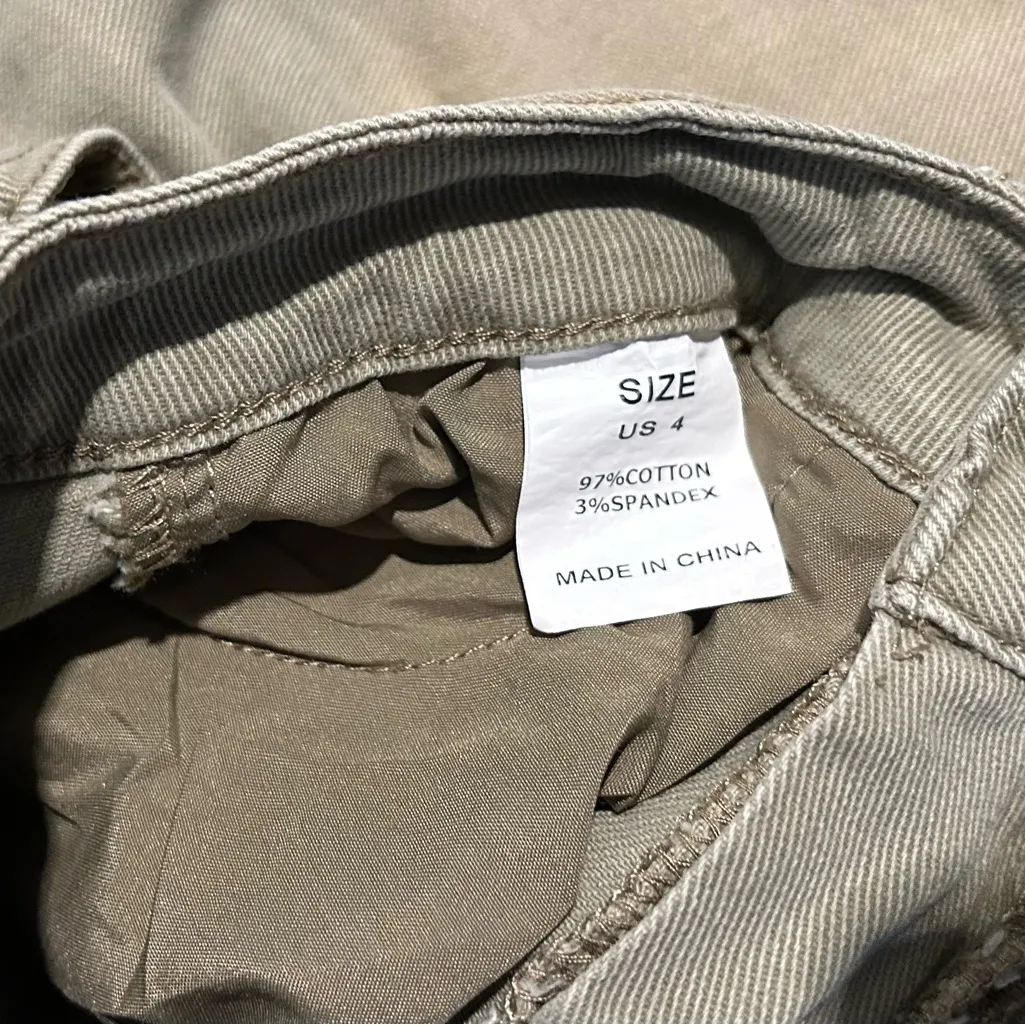 SIZE
US 4
97%COTTON
3%SPANDEX
MADE IN CHINA